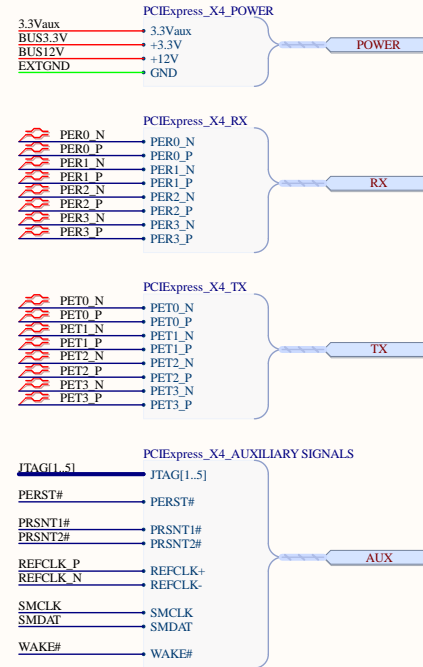 PCIExpress_X4_POWER
3.3Vaux 3.3Vaux
BUS3.3V +3.3V POWER
BUS12V +12V
EXTGND GND
PCIExpress_X4_RX
PER0_N PER0_N
PER0_P PER0_P
PER1_N PER1_N
PER1_P PER1_P RX
PER2_N PER2_N
PER2_P PER2_P
PER3_N PER3_N
PER3_P PER3_P
PCIExpress_X4_TX
PET0_N PET0_N
PET0_P PET0_P
PET1_N PET1_N
PET1_P PET1_P TX
PET2_N PET2_N
PET2_P PET2_P
PET3_N PET3_N
PET3_P PET3_P
PCIExpress_X4_AUXILIARY SIGNALS
JTAG[1..5] JTAG[1..5]
PERST# PERST#
PRSNT1# PRSNT1#
PRSNT2# PRSNT2#
AUX
REFCLK_P REFCLK+
REFCLK_N REFCLK-
SMCLK SMCLK
SMDAT SMDAT
WAKE# WAKE#